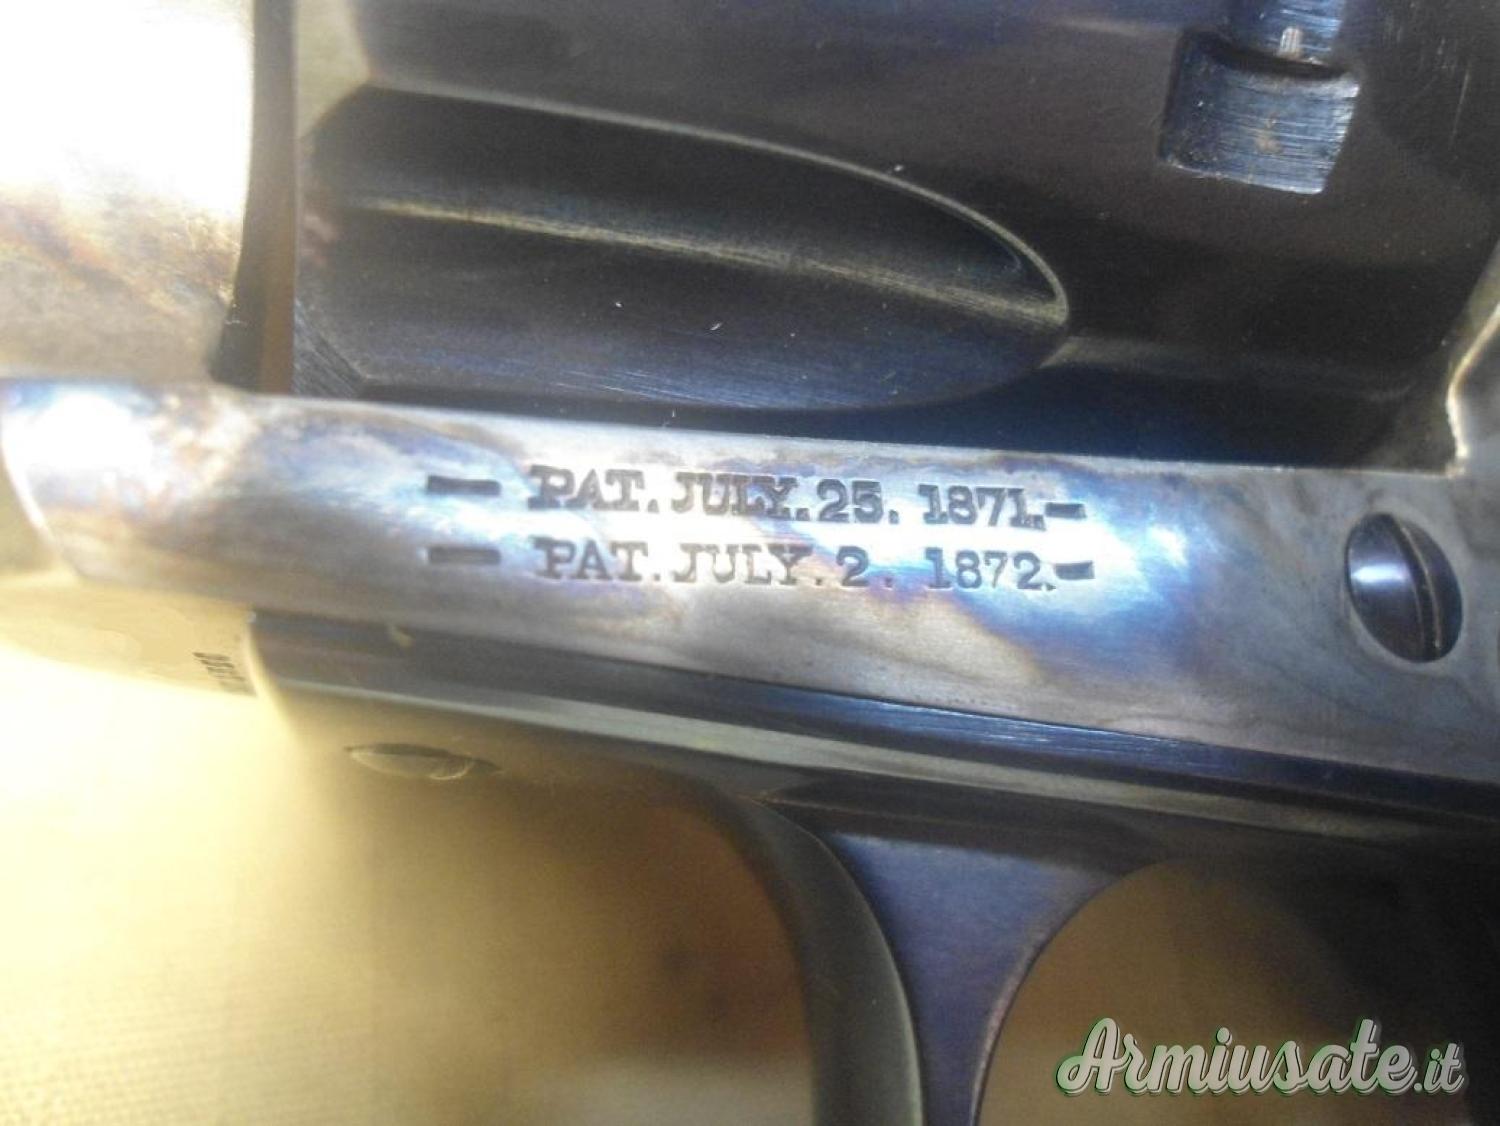 — PAT. JULY. 25. 1871. -
— PAT. JULY. 2. 1872. -
Armiusate.it